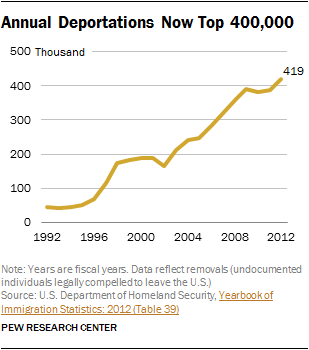 Annual Deportations Now Top 400,000
500 Thousand
419
400
300
200
100
0
1992 1996 2000 2004 2008 2012
Note: Years are fiscal years. Data reflect removals (undocumented
individuals legally compelled to leave the U.S.)
Source: U.S. Department of Homeland Security, Yearbook of
Immigration Statistics: 2012 (Table 39)
PEW RESEARCH CENTER